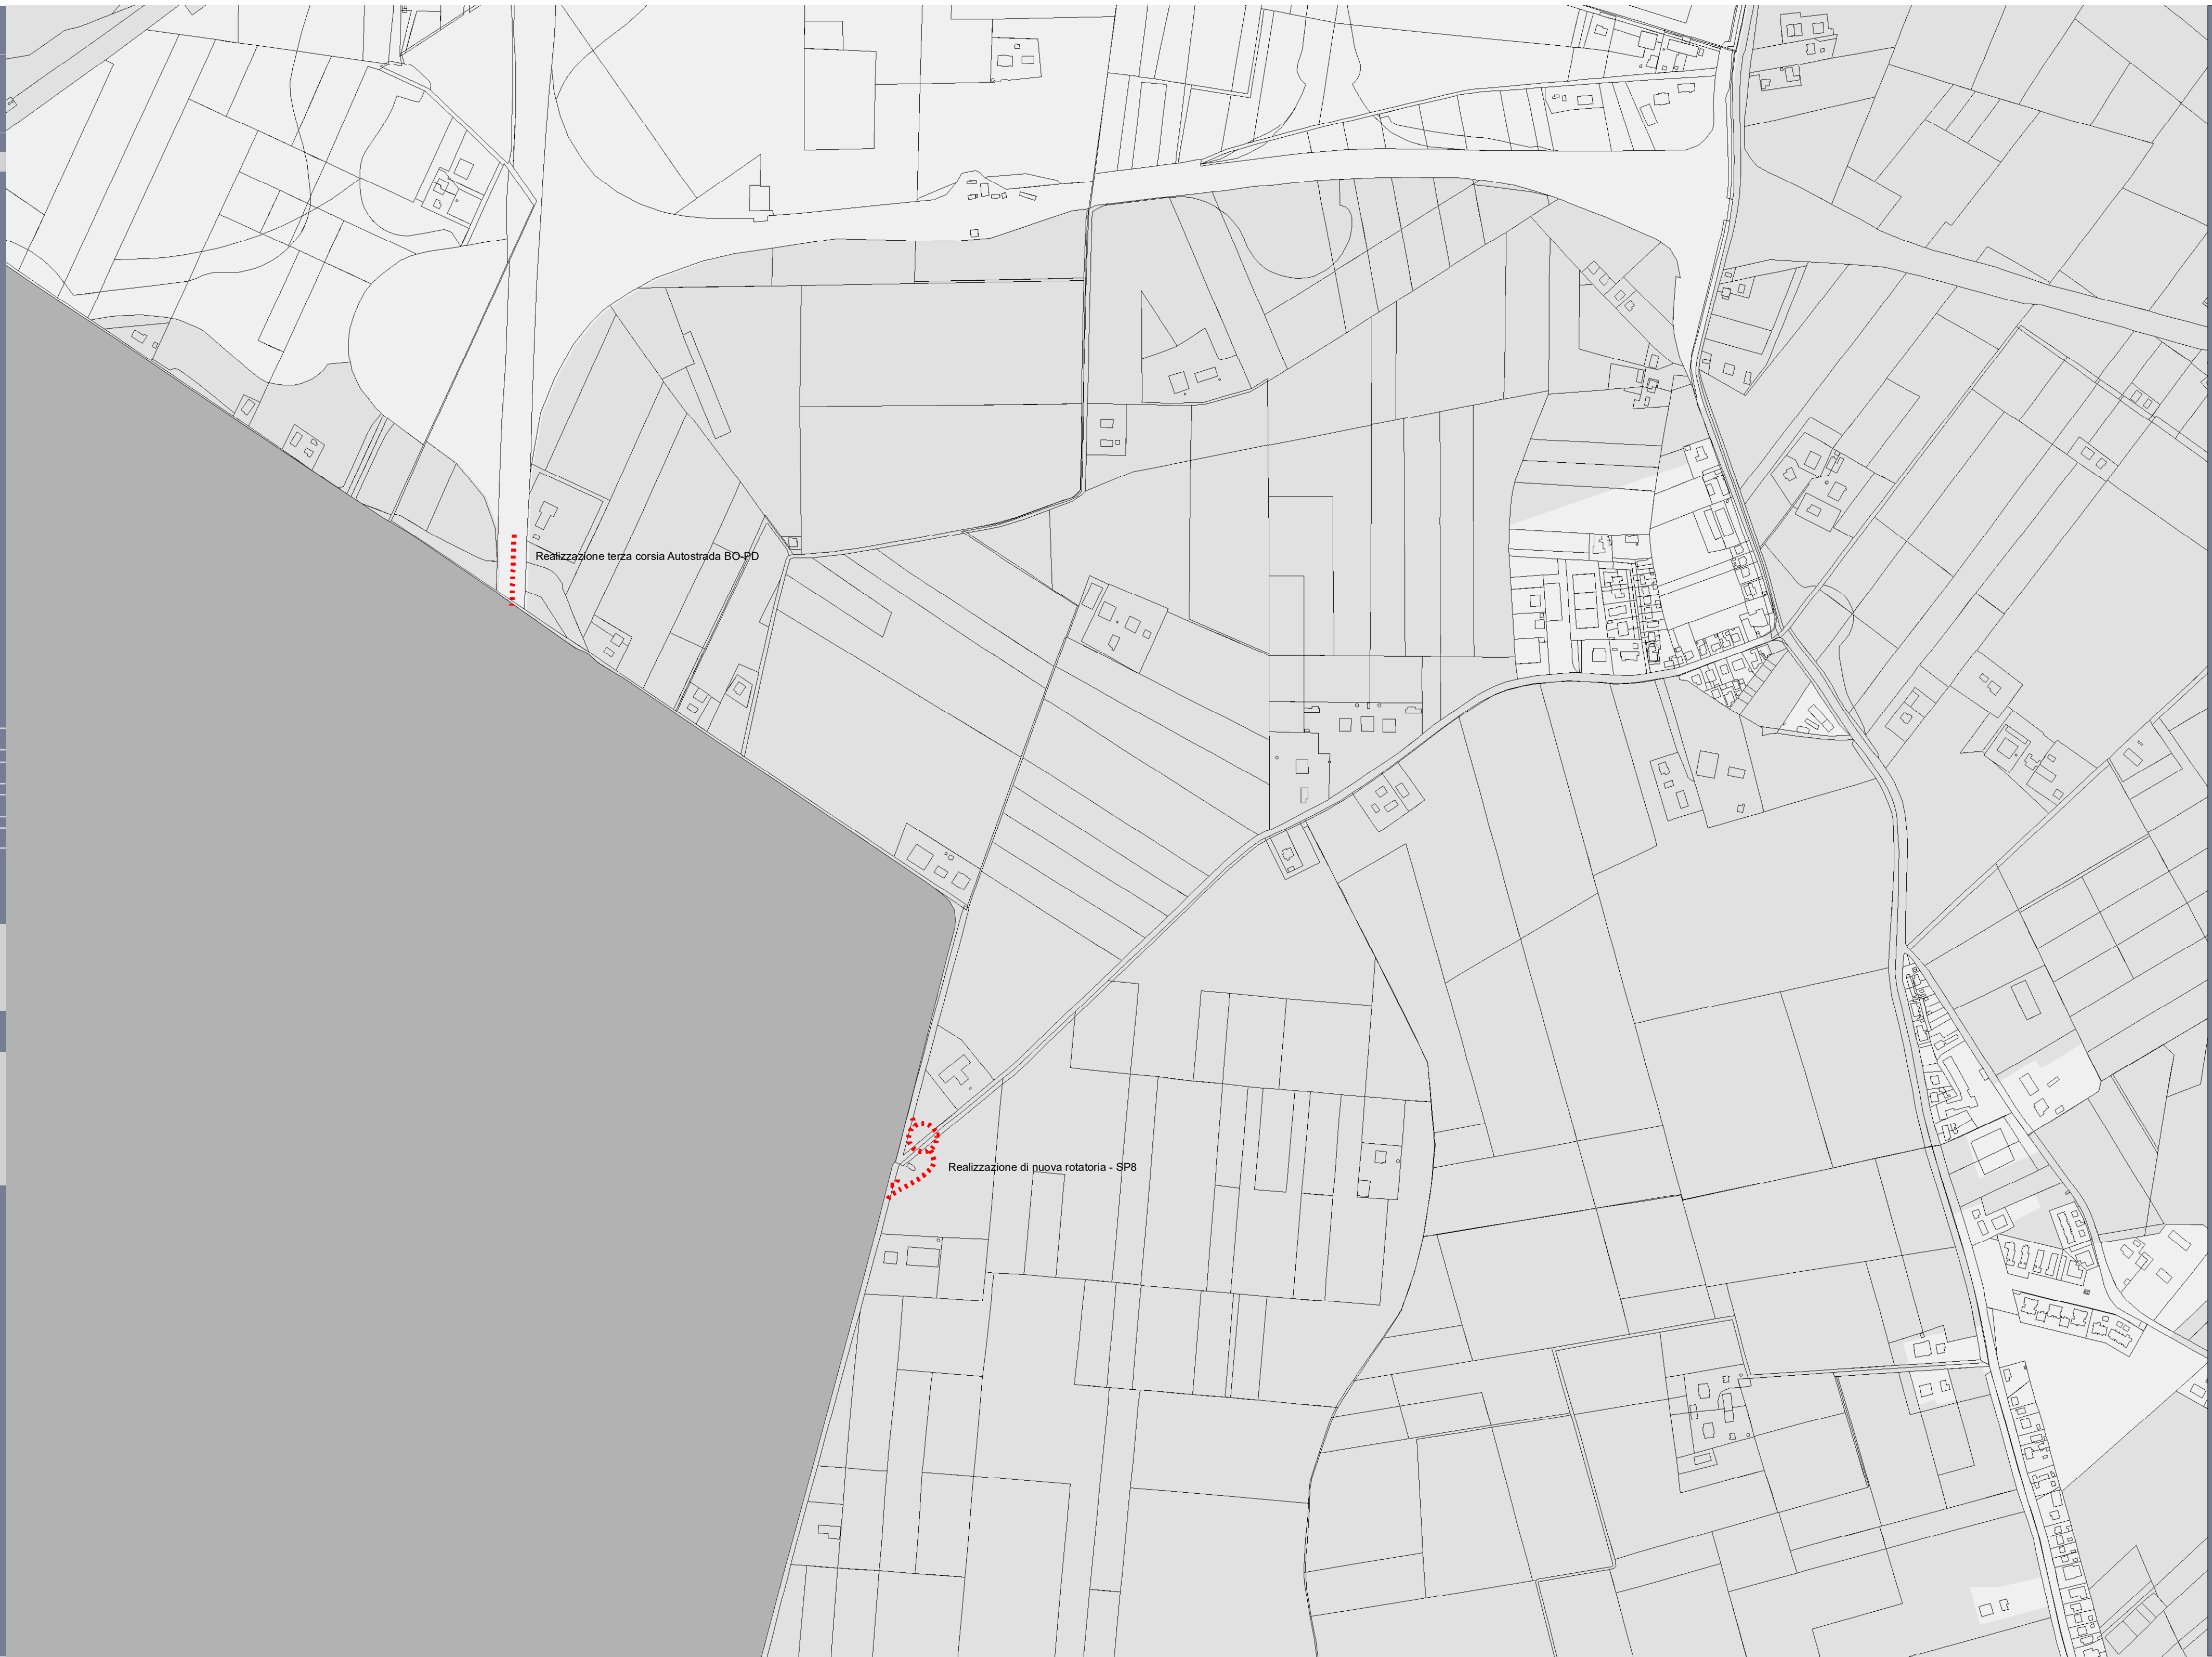 Realizzazione terza corsia Autostrada BO-PD
Realizzazione di nuova rotatoria - SP8